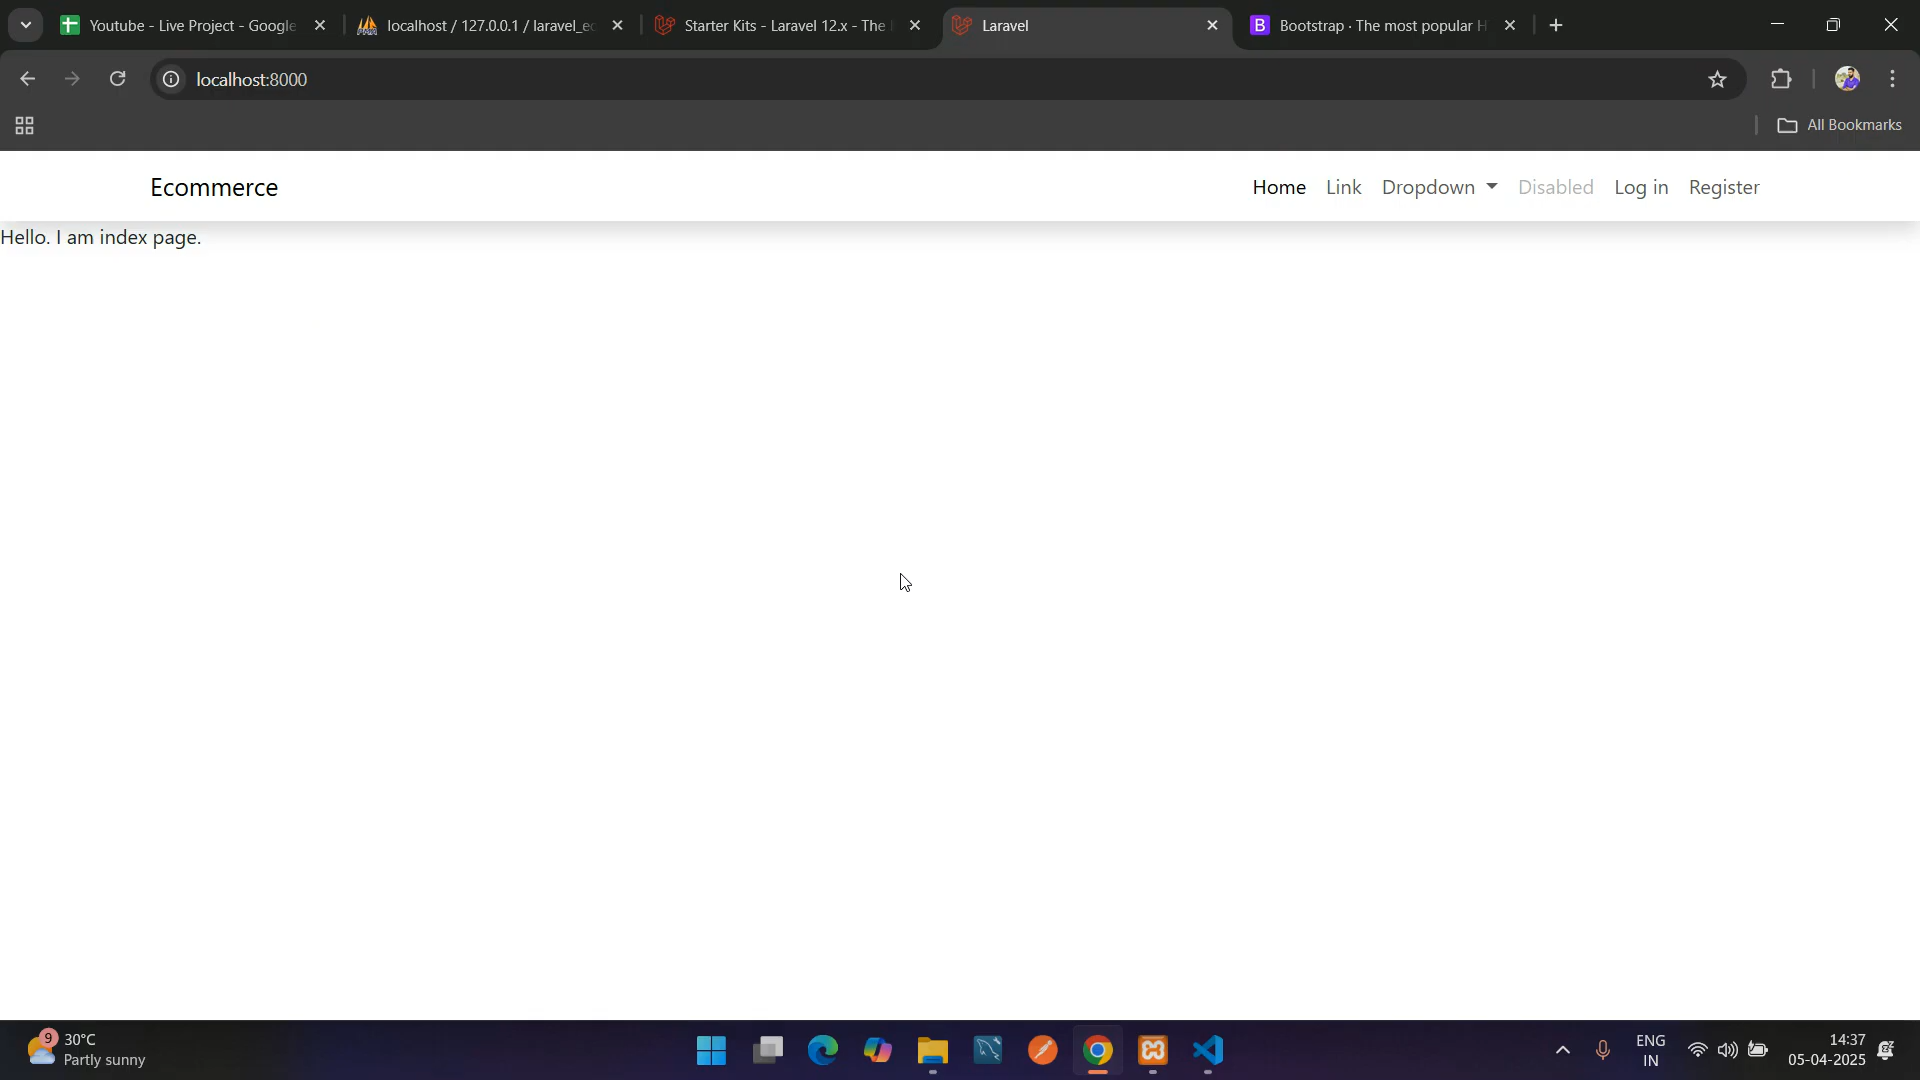 Youtube - Live Project - Google
localhost / 127.0.0.1 / laravel_ec
Starter Kits - Laravel 12.x - The
Laravel
B
Bootstrap · The most popular H
localhost:8000
All Bookmarks
Ecommerce
Home
Link
Dropdown
Disabled
Log in
Register
Hello. I am index page.
9
30°C
Partly sunny
ENG
IN
14:37
05-04-2025